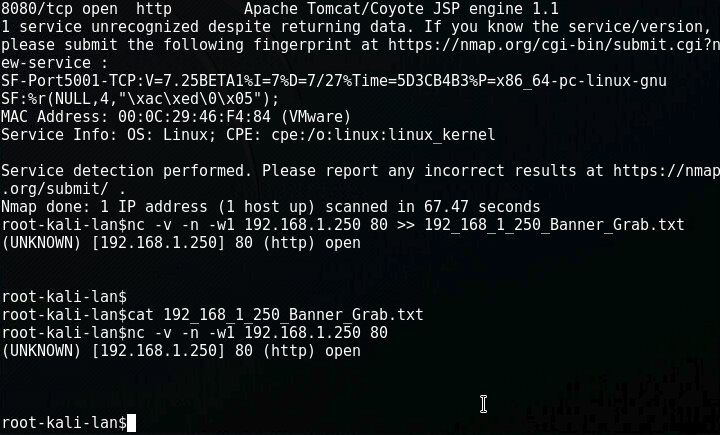 8080/tcp open  http        Apache Tomcat/Coyote JSP engine 1.1
1 service unrecognized despite returning data. If you know the service/version,
please submit the following fingerprint at https://nmap.org/cgi-bin/submit.cgi?n
ew-service :
SF-Port5001-TCP:V=7.25BETA1%I=7%D=7/27%Time=5D3CB4B3%P=x86_64-pc-linux-gnu
SF:%r(NULL,4,"\xac\xed\0\x05");
MAC Address: 00:0C:29:46:F4:84 (VMware)
Service Info: OS: Linux; CPE: cpe:/o:linux:linux_kernel

Service detection performed. Please report any incorrect results at https://nmap
.org/submit/ .
Nmap done: 1 IP address (1 host up) scanned in 67.47 seconds
root-kali-lan$nc -v -n -w1 192.168.1.250 80 >> 192_168_1_250_Banner_Grab.txt
(UNKNOWN) [192.168.1.250] 80 (http) open


root-kali-lan$
root-kali-lan$cat 192_168_1_250_Banner_Grab.txt
root-kali-lan$nc -v -n -w1 192.168.1.250 80
(UNKNOWN) [192.168.1.250] 80 (http) open



root-kali-lan$